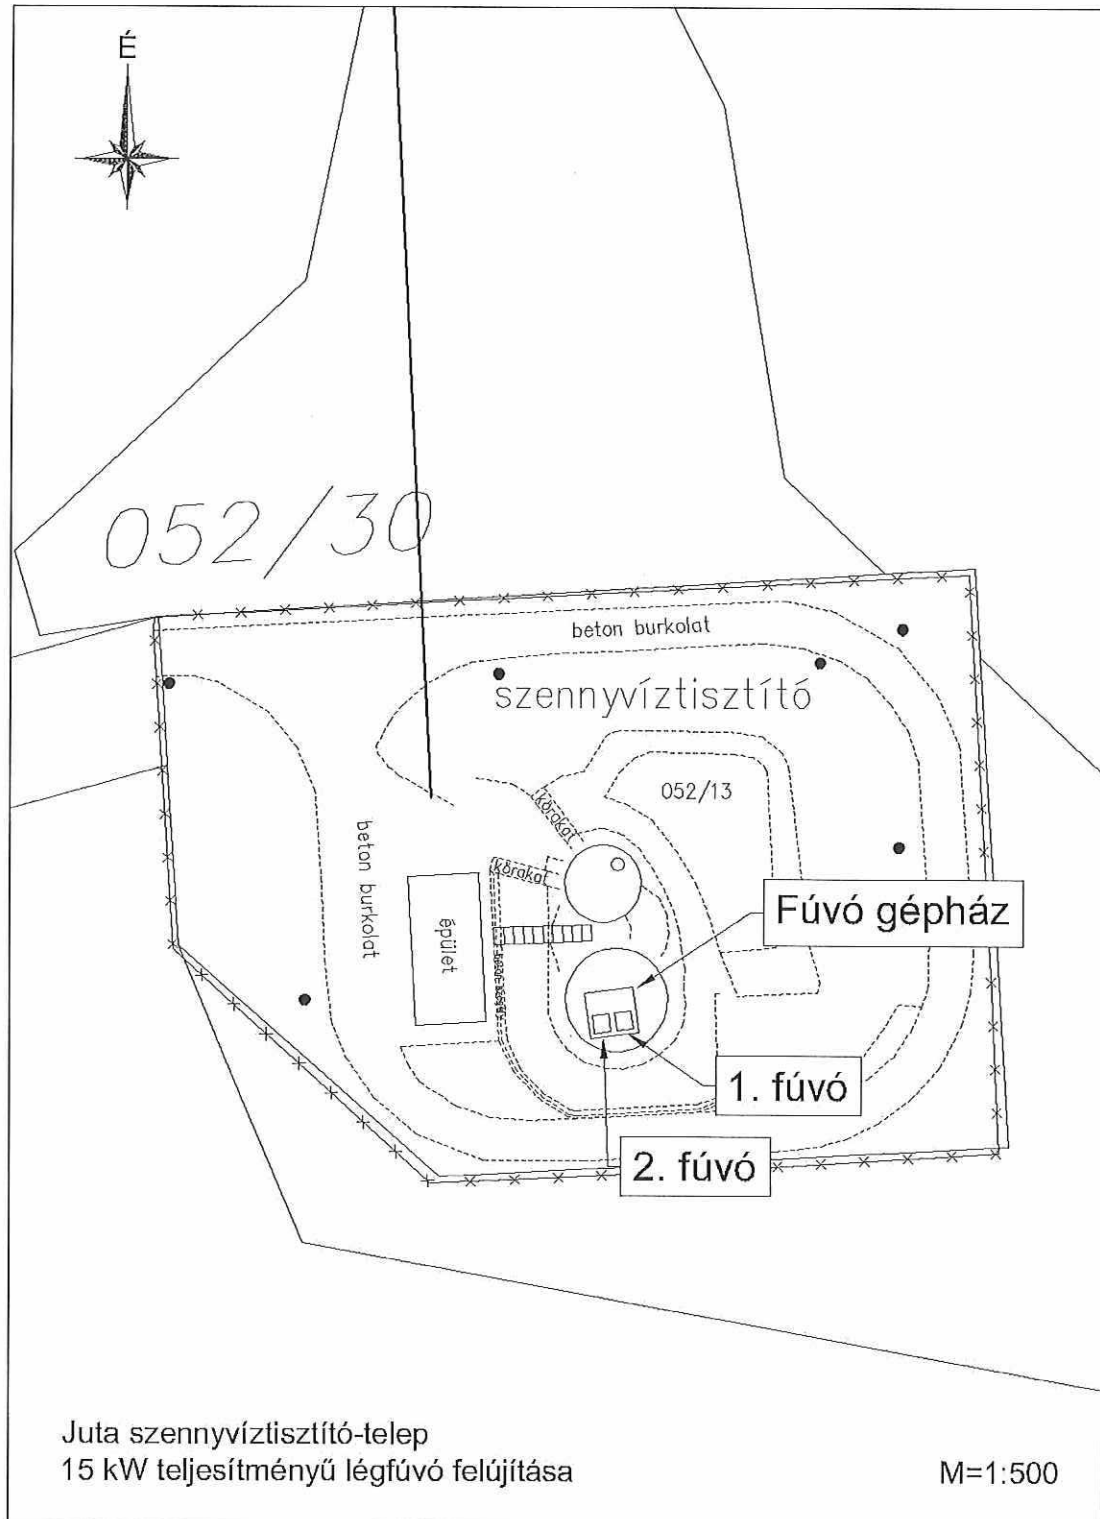 É
052/30
beton burkolat
szennyvíztisztító
052/13
kőrakat
beton burkolat
kőrakat
épület
Fúvó gépház
1. fúvó
2. fúvó
Juta szennyvíztisztító-telep
15 kW teljesítményű légfúvó felújítása
M=1:500